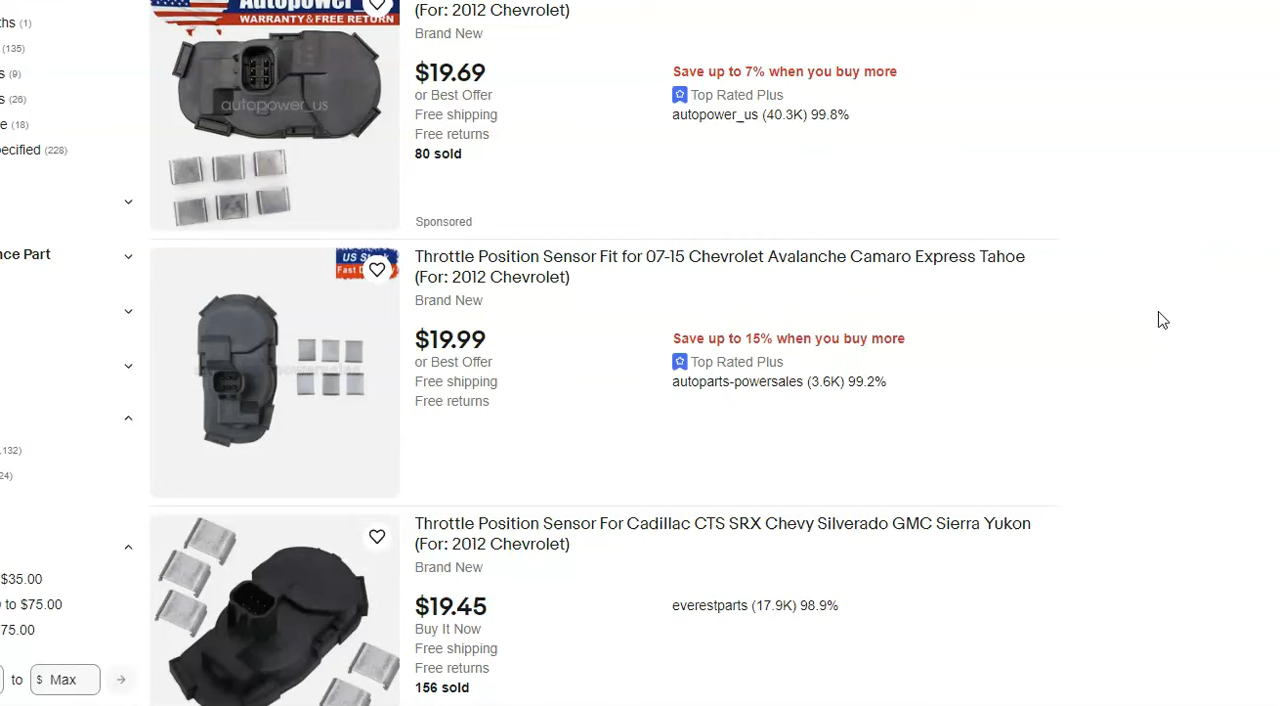 ths (1)
(135)
s (9)
s (26)
e (18)
ecified (228)
nce Part
,132)
24)
$35.00
to $75.00
75.00
to $ Max
WARRANTY & FREE RETURN
autopower_us
(For: 2012 Chevrolet)
Brand New
$19.69
or Best Offer
Free shipping
Free returns
80 sold
Sponsored
Save up to 7% when you buy more
Top Rated Plus
autopower_us (40.3K) 99.8%
US St
Fast D
Throttle Position Sensor Fit for 07-15 Chevrolet Avalanche Camaro Express Tahoe
(For: 2012 Chevrolet)
Brand New
$19.99
or Best Offer
Free shipping
Free returns
Save up to 15% when you buy more
Top Rated Plus
autoparts-powersales (3.6K) 99.2%
Throttle Position Sensor For Cadillac CTS SRX Chevy Silverado GMC Sierra Yukon
(For: 2012 Chevrolet)
Brand New
$19.45
Buy It Now
Free shipping
Free returns
156 sold
everestparts (17.9K) 98.9%